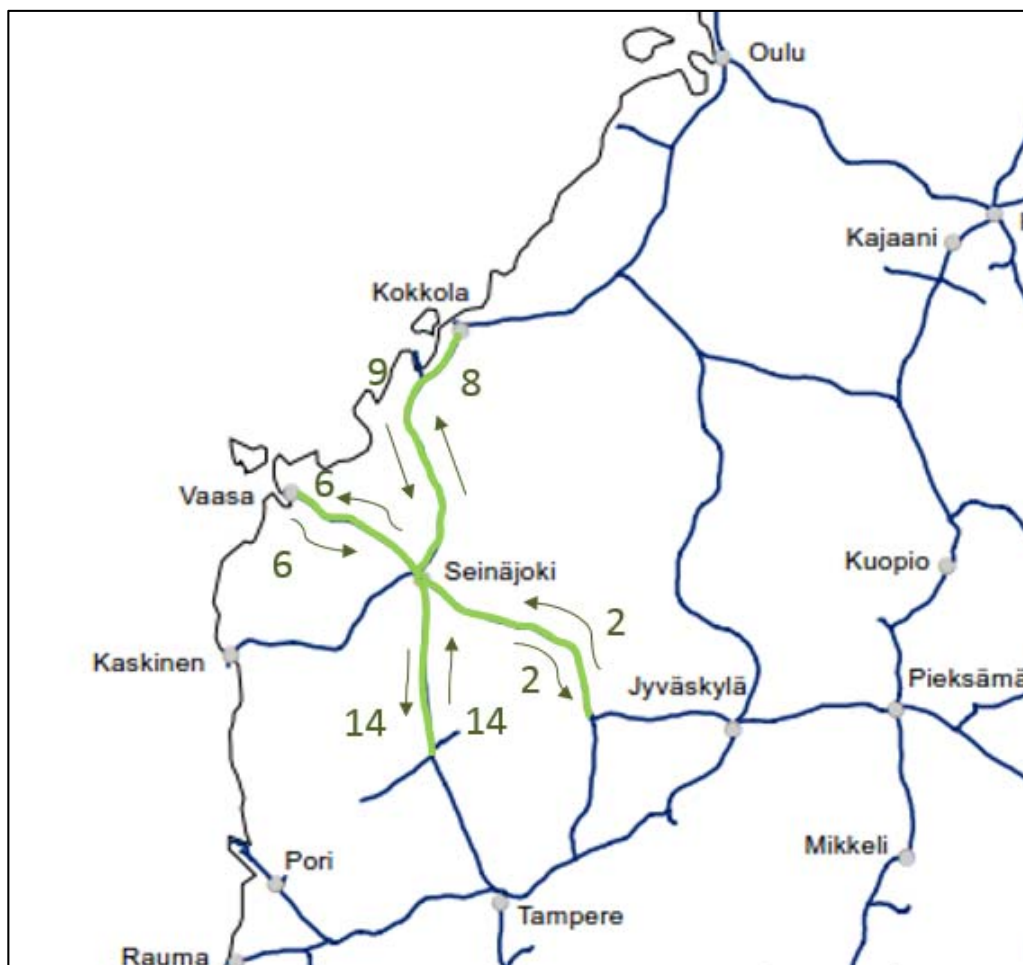 Oulu
Kajaani
Kokkola
9
8
6
Vaasa
6
Seinäjoki
Kuopio
2
Kaskinen
2
Jyväskylä
Pieksämä
14
14
Mikkeli
Pori
Tampere
Rauma